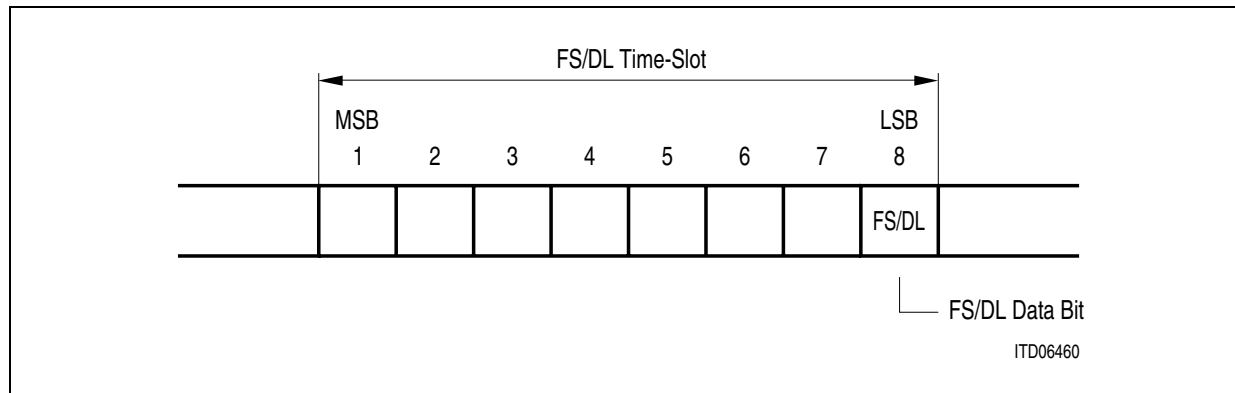 FS/DL Time-Slot
MSB LSB
1 2 3 4 5 6 7 8
FS/DL
FS/DL Data Bit
ITD06460